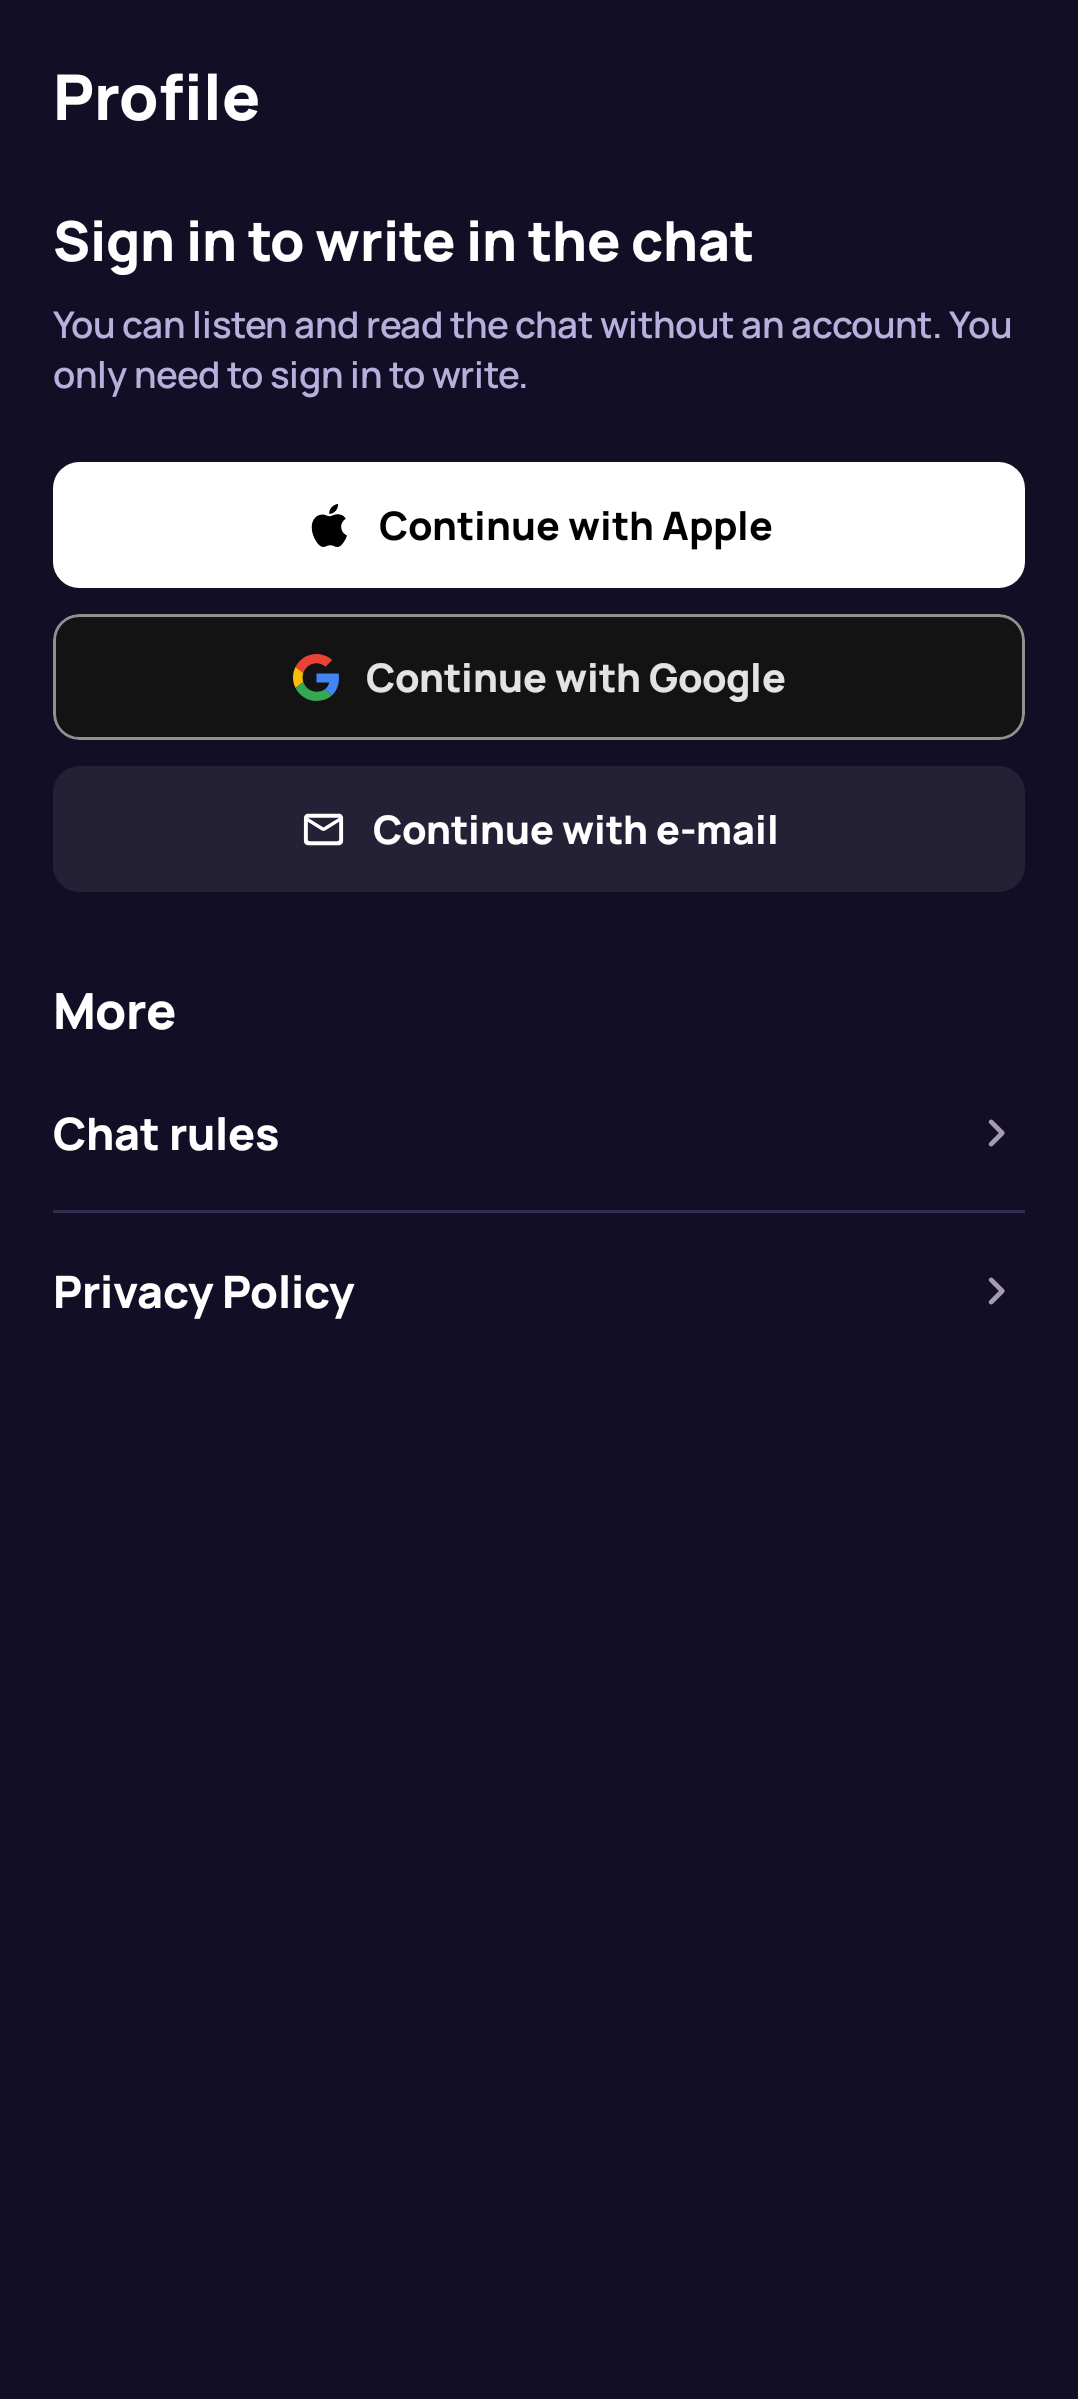 Profile
Sign in to write in the chat
You can listen and read the chat without an account. You
only need to sign in to write.
Continue with Apple
Continue with Google
Continue with e-mail
More
Chat rules
Privacy Policy